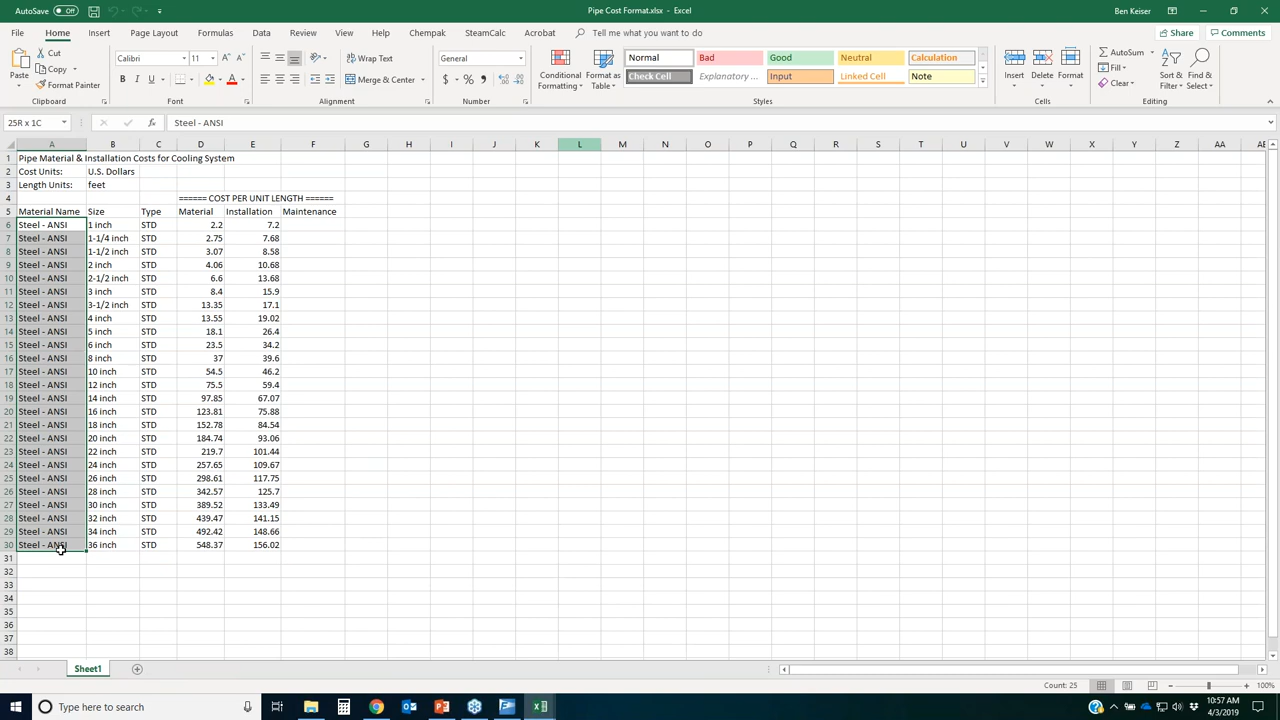 AutoSave Off Pipe Cost Format.xlsx - Excel Ben Keiser
File Home Insert Page Layout Formulas Data Review View Help Chempak SteamCalc Acrobat Tell me what you want to do Share Comments
Paste Cut Copy Format Painter
Calibri 11 B I U A A
Wrap Text Merge & Center
General $ % ,
Conditional Formatting Format as Table
Normal Bad Good Neutral Calculation
Check Cell Explanatory ... Input Linked Cell Note
Insert Delete Format
AutoSum Fill Clear Sort & Filter Find & Select
Clipboard Font Alignment Number Styles Cells Editing
25R x 1C fx Steel - ANSI
A B C D E F G H I J K L M N O P Q R S T U V W X Y Z AA
1 Pipe Material & Installation Costs for Cooling System
2 Cost Units: U.S. Dollars
3 Length Units: feet
4 ====== COST PER UNIT LENGTH ======
5 Material Name Size Type Material Installation Maintenance
6 Steel - ANSI 1 inch STD 2.2 7.2
7 Steel - ANSI 1-1/4 inch STD 2.75 7.68
8 Steel - ANSI 1-1/2 inch STD 3.07 8.58
9 Steel - ANSI 2 inch STD 4.06 10.68
10 Steel - ANSI 2-1/2 inch STD 6.6 13.68
11 Steel - ANSI 3 inch STD 8.4 15.9
12 Steel - ANSI 3-1/2 inch STD 13.35 17.1
13 Steel - ANSI 4 inch STD 13.55 19.02
14 Steel - ANSI 5 inch STD 18.1 26.4
15 Steel - ANSI 6 inch STD 23.5 34.2
16 Steel - ANSI 8 inch STD 37 39.6
17 Steel - ANSI 10 inch STD 54.5 46.2
18 Steel - ANSI 12 inch STD 75.5 59.4
19 Steel - ANSI 14 inch STD 97.85 67.07
20 Steel - ANSI 16 inch STD 123.81 75.88
21 Steel - ANSI 18 inch STD 152.78 84.54
22 Steel - ANSI 20 inch STD 184.74 93.06
23 Steel - ANSI 22 inch STD 219.7 101.44
24 Steel - ANSI 24 inch STD 257.65 109.67
25 Steel - ANSI 26 inch STD 298.61 117.75
26 Steel - ANSI 28 inch STD 342.57 125.7
27 Steel - ANSI 30 inch STD 389.52 133.49
28 Steel - ANSI 32 inch STD 439.47 141.15
29 Steel - ANSI 34 inch STD 492.42 148.66
30 Steel - ANSI 36 inch STD 548.37 156.02
31
32
33
34
35
36
37
38
Sheet1
Count: 25 100%
Type here to search 10:57 AM
4/3/2019